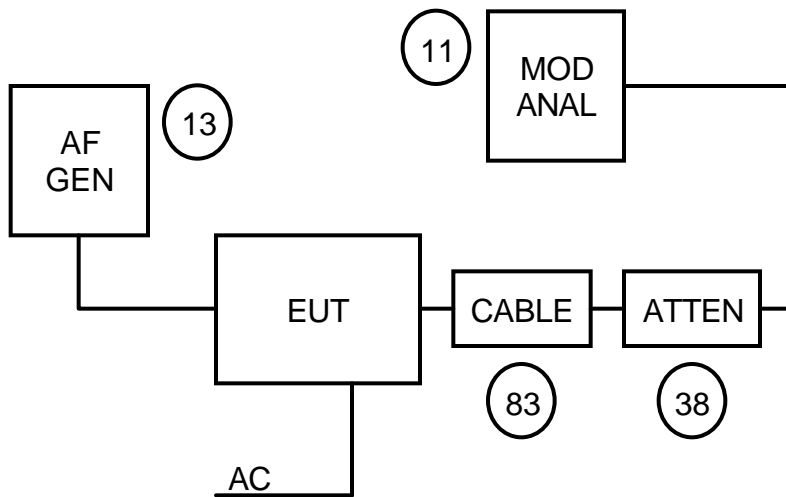 11
MOD
ANAL
13
AF
GEN
EUT
CABLE
ATTEN
83
38
AC